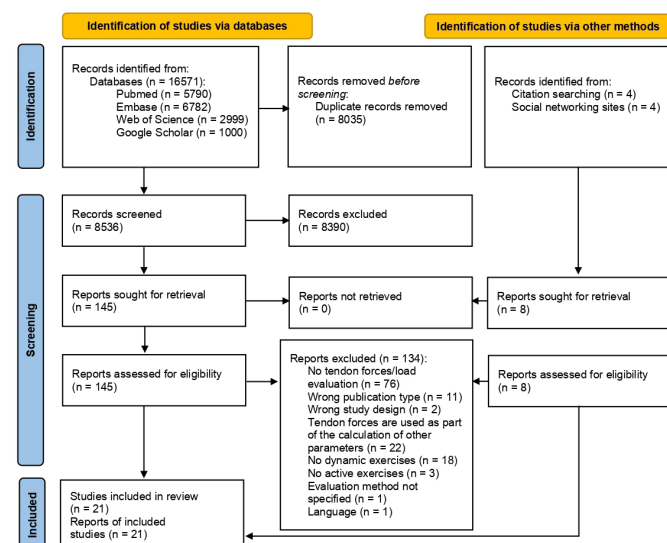 Identification of studies via databases
Identification of studies via other methods
Identification
Records identified from:
Databases (n = 16571):
Pubmed (n = 5790)
Embase (n = 6782)
Web of Science (n = 2999)
Google Scholar (n = 1000)
Records removed before
screening:
Duplicate records removed
(n = 8035)
Records identified from:
Citation searching (n = 4)
Social networking sites (n = 4)
Screening
Records screened
(n = 8536)
Records excluded
(n = 8390)
Reports sought for retrieval
(n = 145)
Reports not retrieved
(n = 0)
Reports sought for retrieval
(n = 8)
Reports assessed for eligibility
(n = 145)
Reports excluded (n = 134):
No tendon forces/load
evaluation (n = 76)
Wrong publication type (n = 11)
Wrong study design (n = 2)
Tendon forces are used as part
of the calculation of other
parameters (n = 22)
No dynamic exercises (n = 18)
No active exercises (n = 3)
Evaluation method not
specified (n = 1)
Language (n = 1)
Reports assessed for eligibility
(n = 8)
Included
Studies included in review
(n = 21)
Reports of included
studies (n = 21)